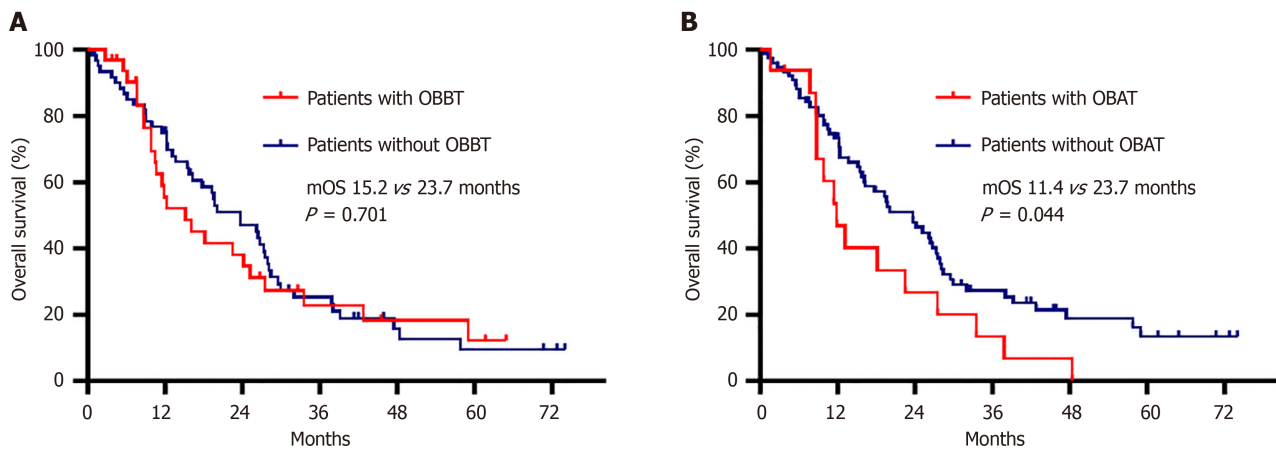 A
100
80
60
40
20
0
Overall survival (%)
Patients with OBBT
Patients without OBBT
mOS 15.2 vs 23.7 months
P = 0.701
0 12 24 36 48 60 72
Months
B
100
80
60
40
20
0
Overall survival (%)
Patients with OBAT
Patients without OBAT
mOS 11.4 vs 23.7 months
P = 0.044
0 12 24 36 48 60 72
Months